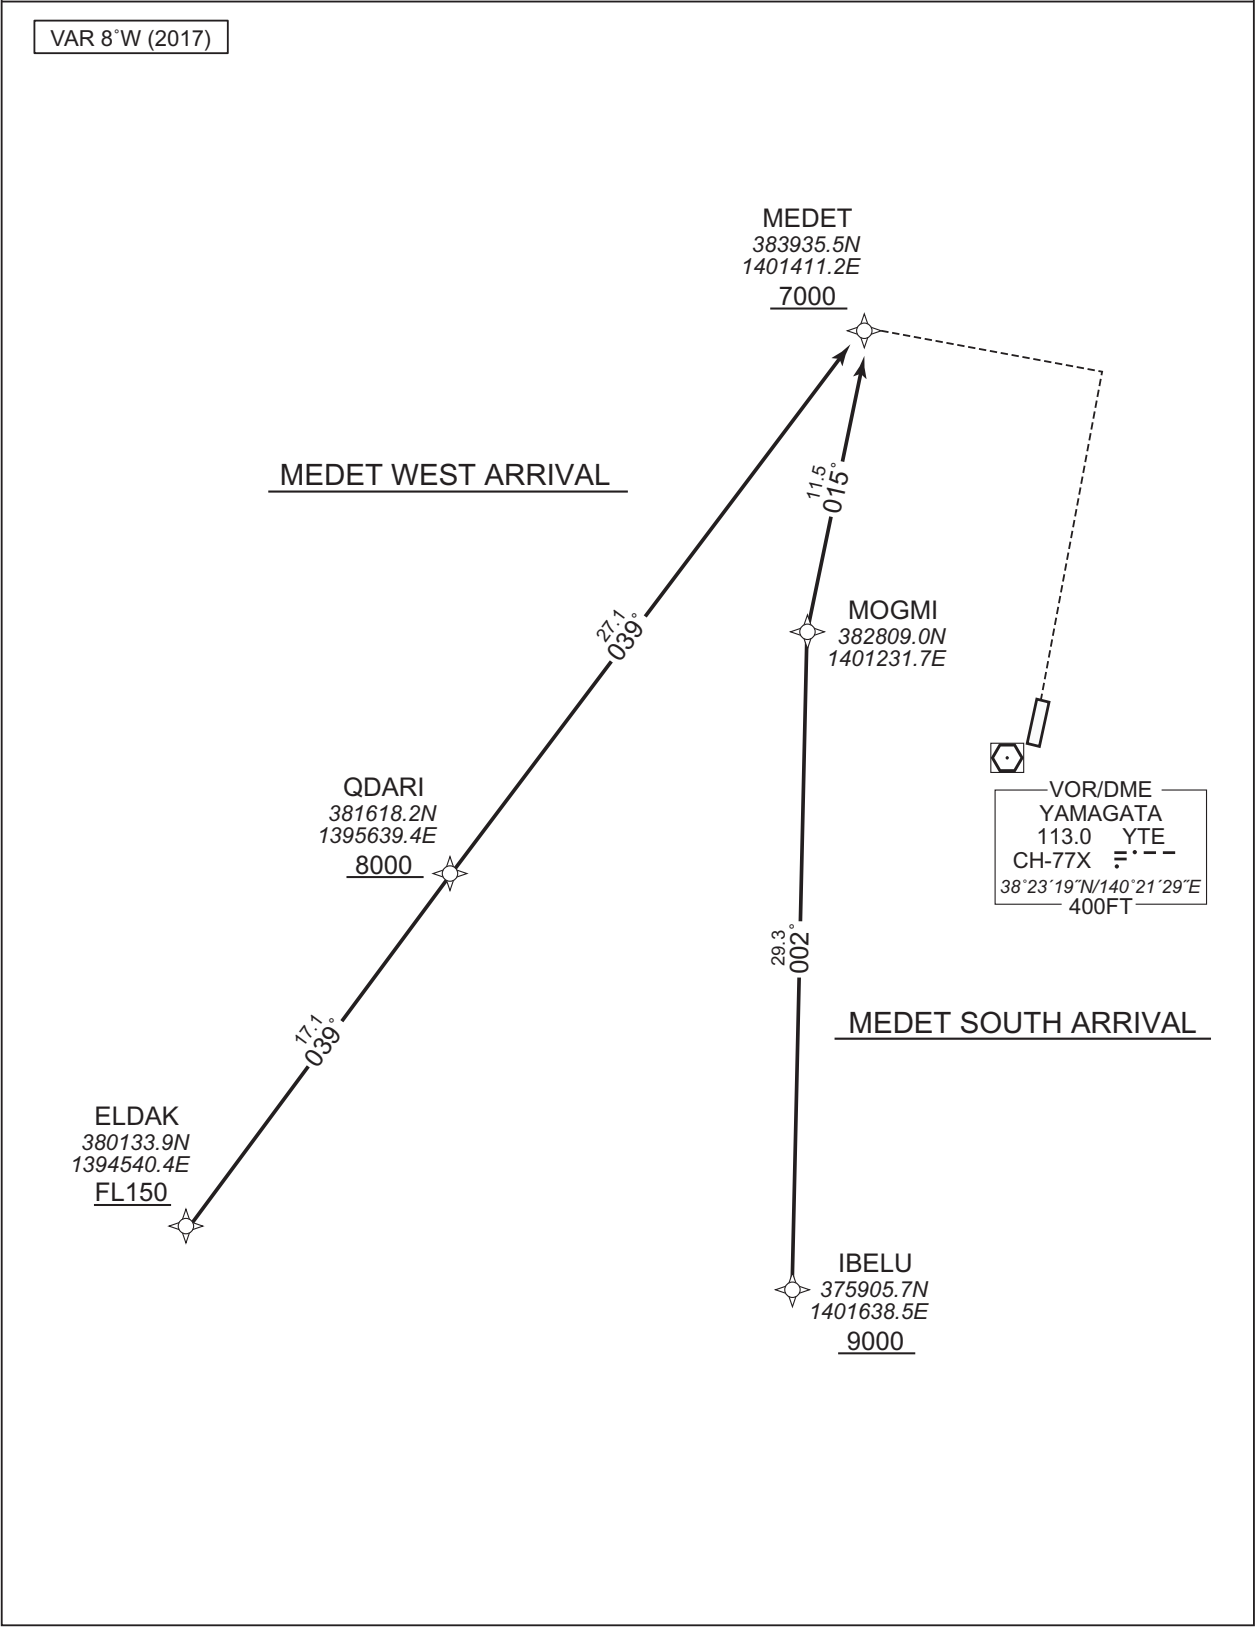 VAR 8˚W (2017)
MEDET
383935.5N
1401411.2E
7000
MEDET WEST ARRIVAL
11.5
015˚
MOGMI
382809.0N
1401231.7E
27.1
039˚
QDARI
381618.2N
1395639.4E
8000
VOR/DME
YAMAGATA
113.0 YTE
CH-77X
38˚23´19˝N/140˚21´29˝E
400FT
29.3
002˚
MEDET SOUTH ARRIVAL
17.1
039˚
ELDAK
380133.9N
1394540.4E
FL150
IBELU
375905.7N
1401638.5E
9000